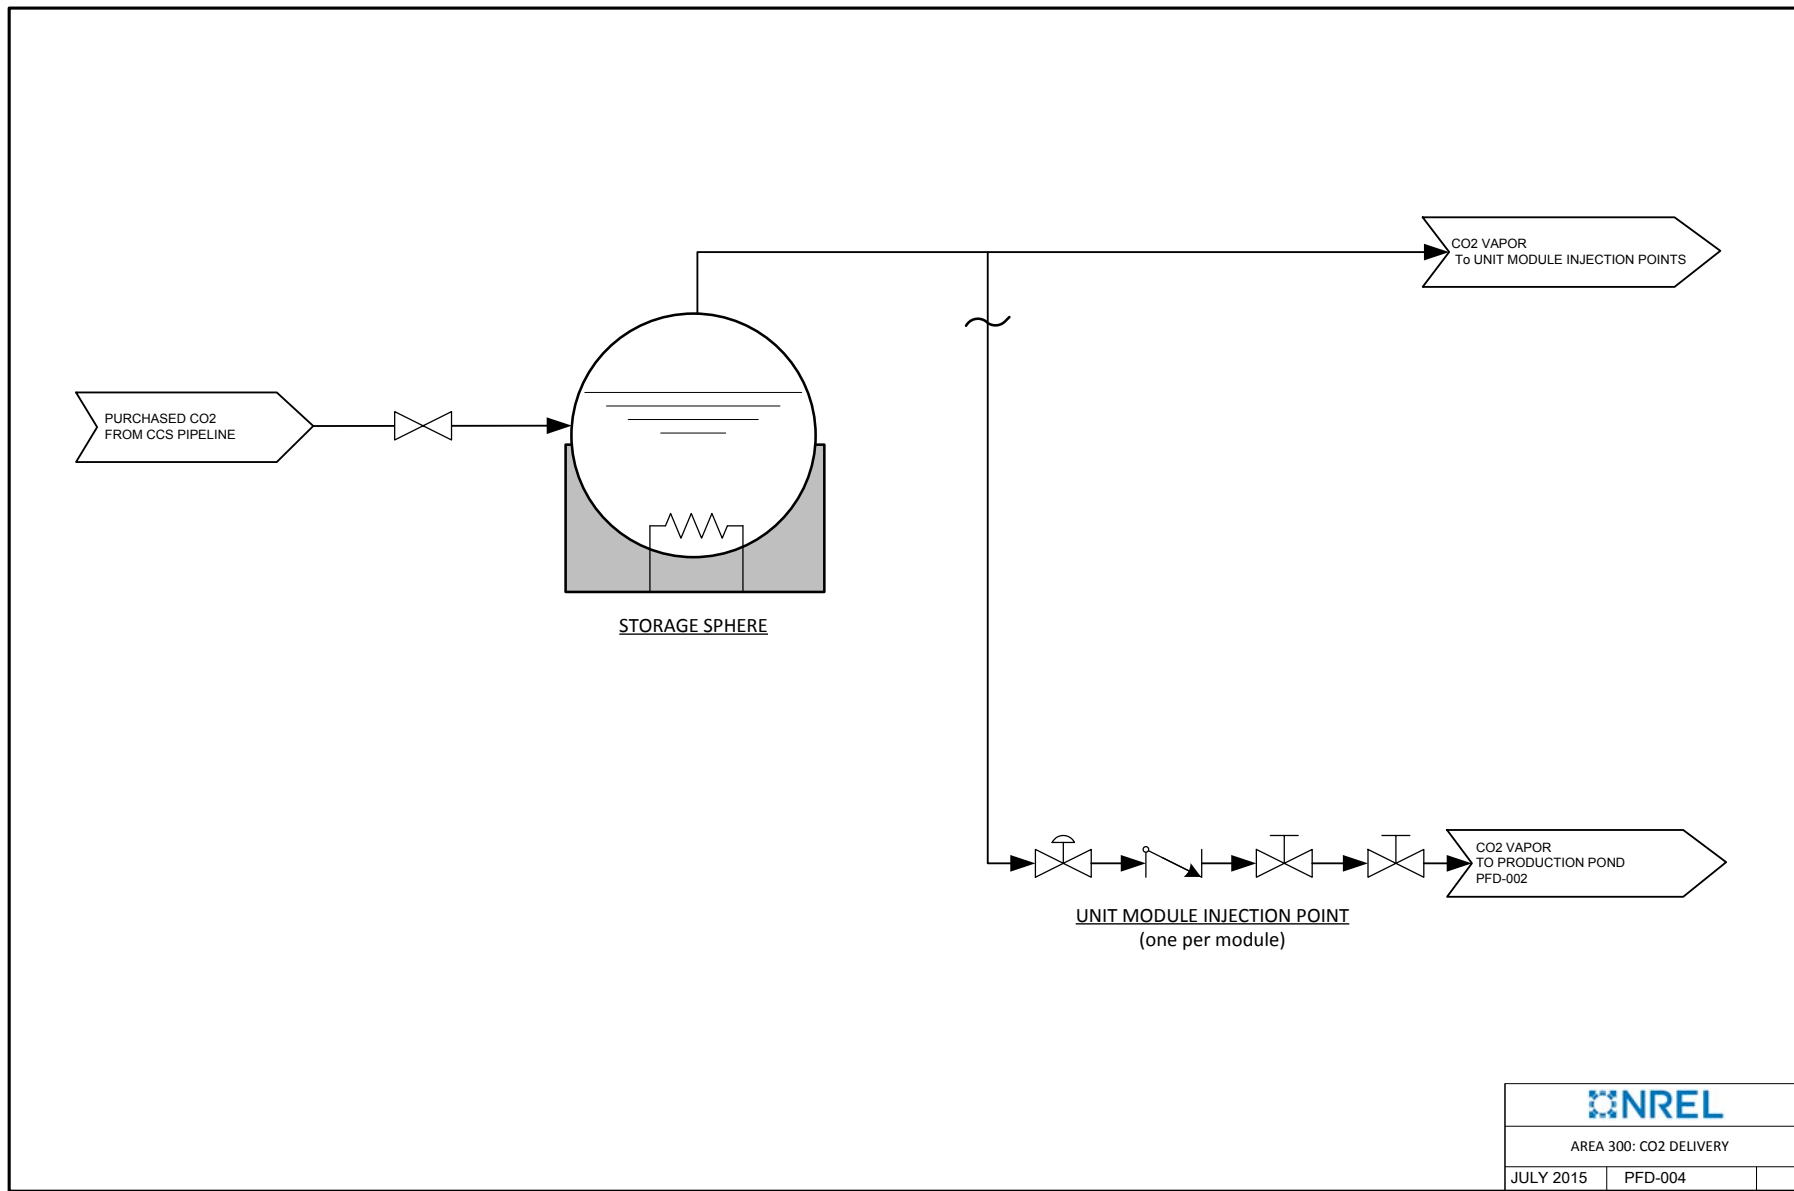 CO2 VAPOR
To UNIT MODULE INJECTION POINTS
PURCHASED CO2
FROM CCS PIPELINE
STORAGE SPHERE
CO2 VAPOR
TO PRODUCTION POND
PFD-002
UNIT MODULE INJECTION POINT
(one per module)
NREL
AREA 300: CO2 DELIVERY
JULY 2015 PFD-004